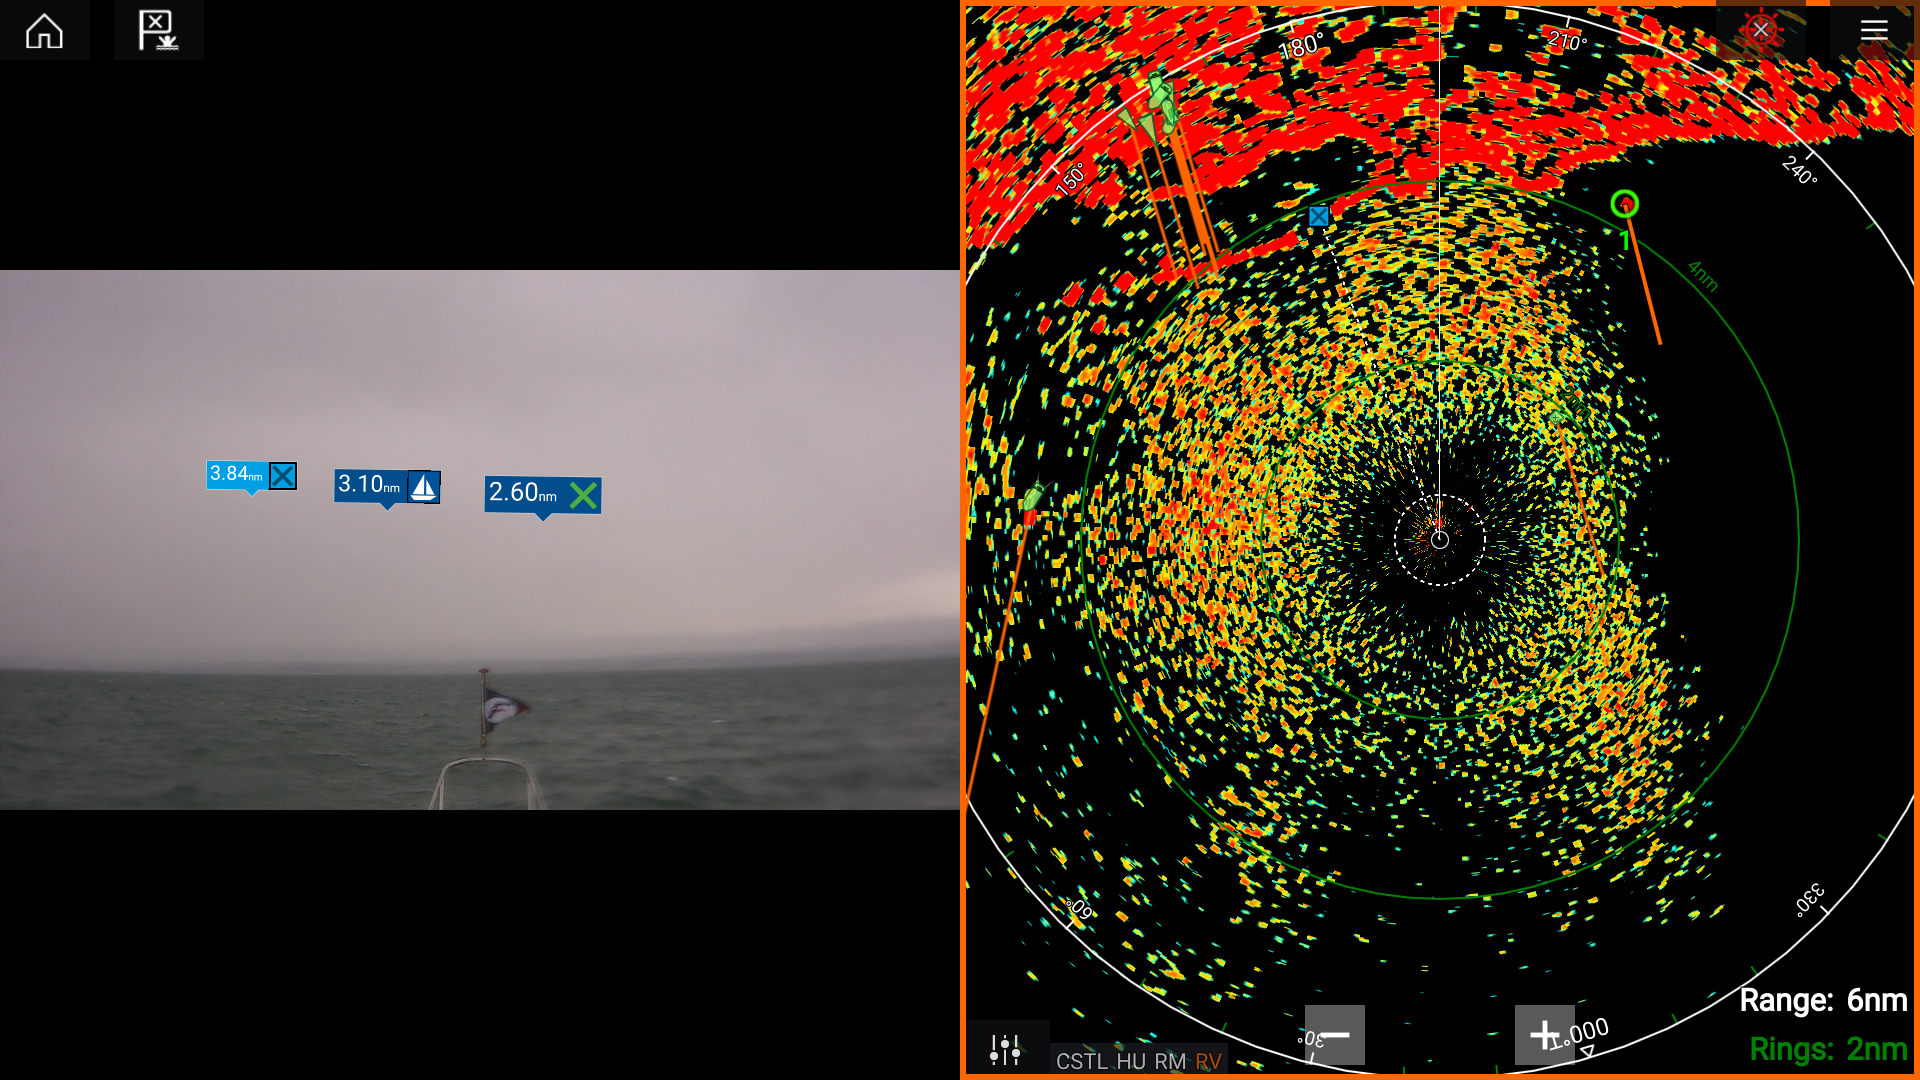 180°
210°
150°
240°
4nm
1
3.84nm
3.10nm
2.60nm
60°
330°
Range: 6nm
30°
000°T
Rings: 2nm
CSTL HU RM RV